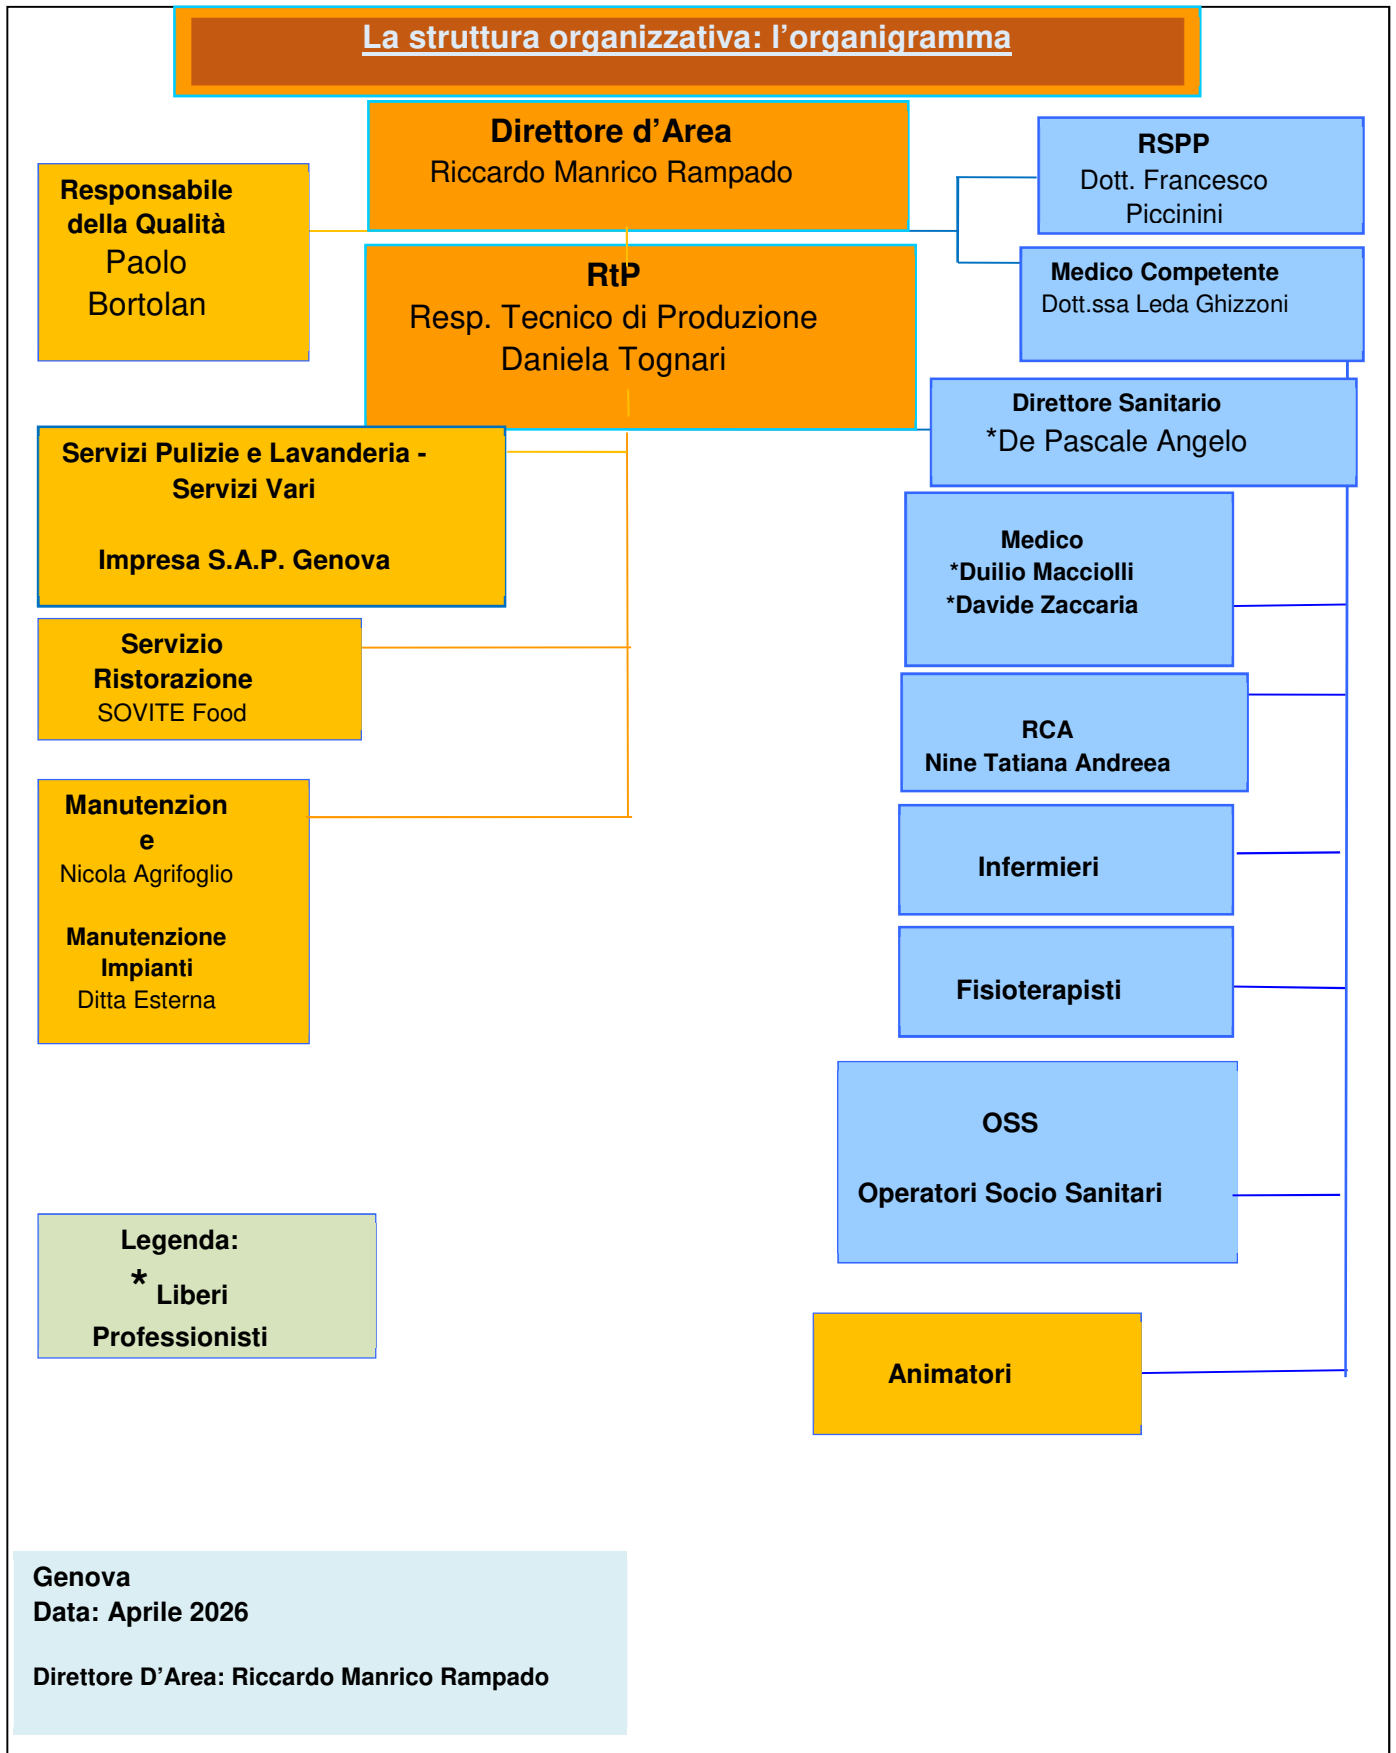 La struttura organizzativa: l’organigramma
Direttore d’Area
Riccardo Manrico Rampado
RSPP
Dott. Francesco
Piccinini
Responsabile
della Qualità
Paolo
Bortolan
Medico Competente
Dott.ssa Leda Ghizzoni
RtP
Resp. Tecnico di Produzione
Daniela Tognari
Direttore Sanitario
*De Pascale Angelo
Servizi Pulizie e Lavanderia -
Servizi Vari
Impresa S.A.P. Genova
Medico
*Duilio Macciolli
*Davide Zaccaria
Servizio
Ristorazione
SOVITE Food
RCA
Nine Tatiana Andreea
Manutenzion
e
Nicola Agrifoglio
Manutenzione
Impianti
Ditta Esterna
Infermieri
Fisioterapisti
OSS
Operatori Socio Sanitari
Legenda:
* Liberi
Professionisti
Animatori
Genova
Data: Aprile 2026
Direttore D’Area: Riccardo Manrico Rampado